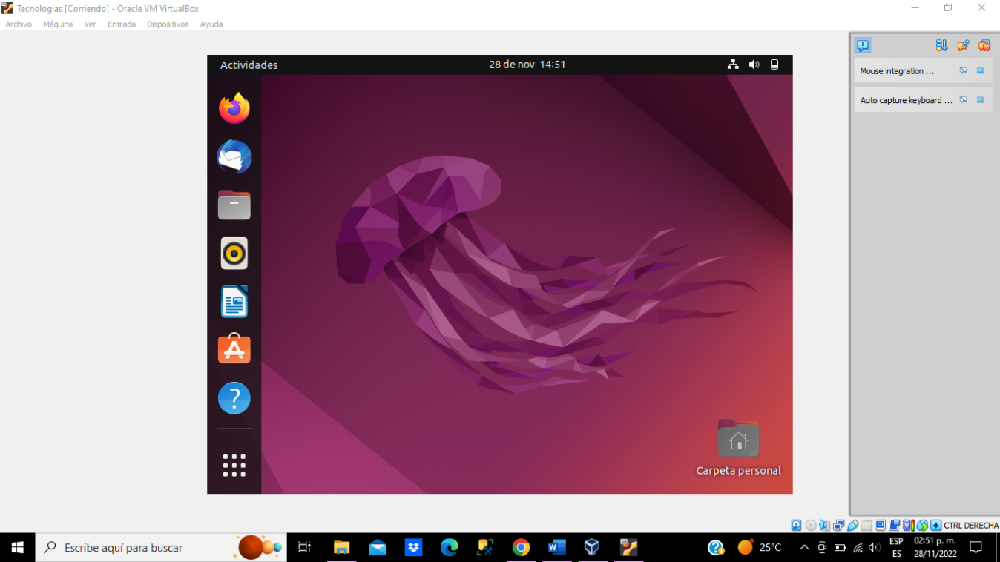 Tecnologias [Corriendo] - Oracle VM VirtualBox
Archivo Máquina Ver Entrada Dispositivos Ayuda
Actividades
28 de nov 14:51
Mouse integration ...
Auto capture keyboard ...
Carpeta personal
CTRL DERECHA
Escribe aquí para buscar
25°C
ESP
ES
02:51 p. m.
28/11/2022